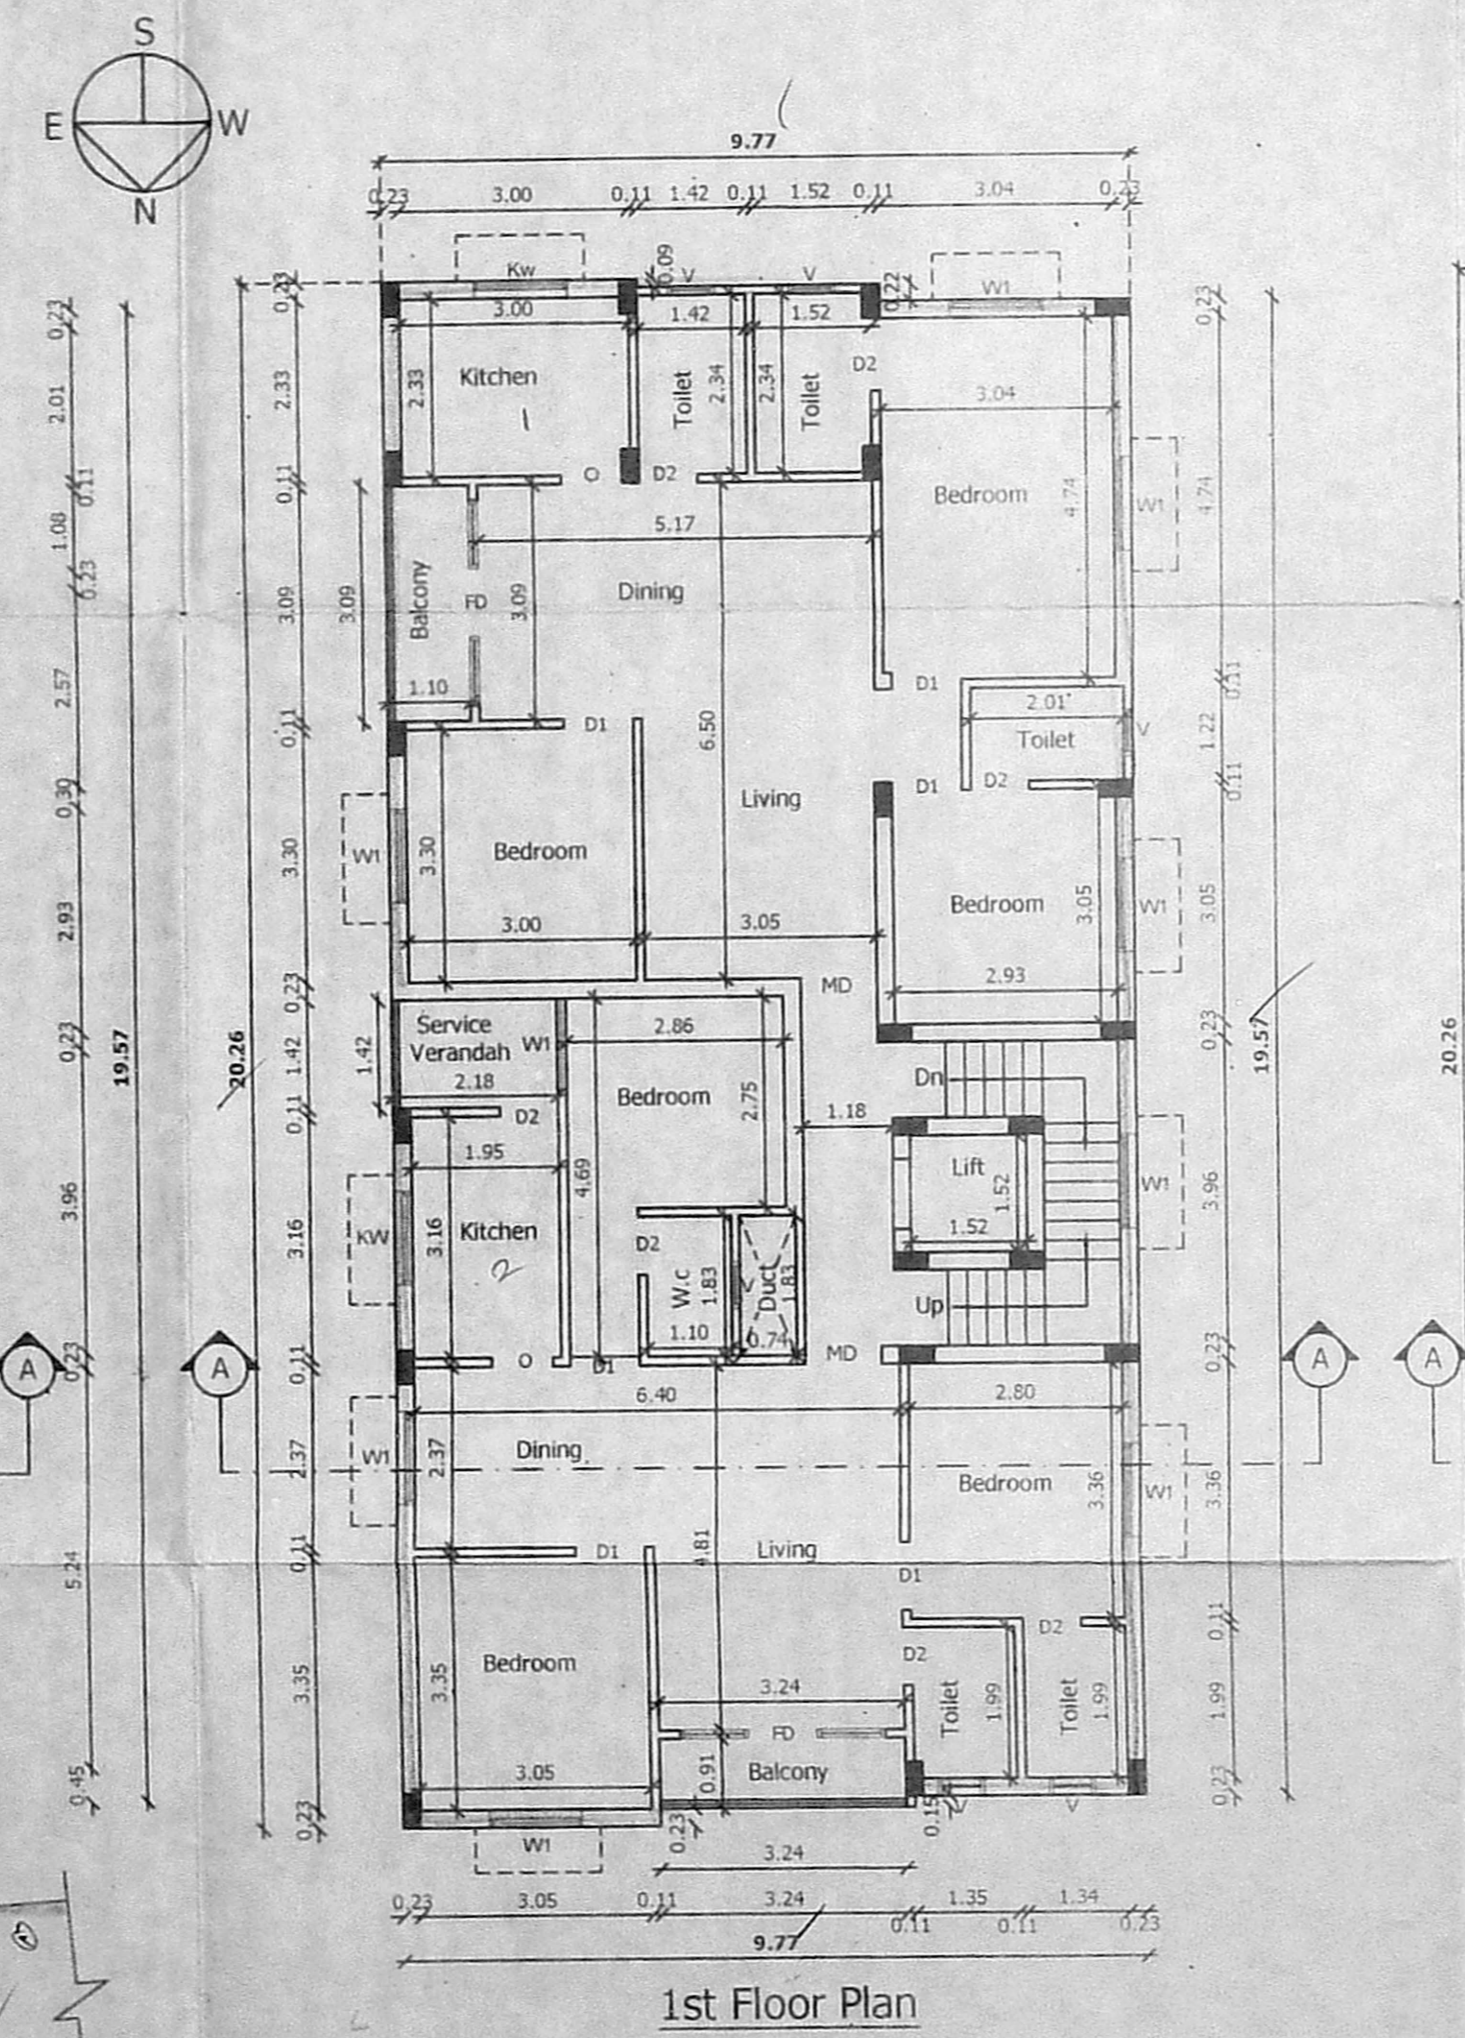 S
E W
N
9.77
0.23 3.00 0.11 1.42 0.11 1.52 0.11 3.04 0.23
Kw 0.09 V V 0.22 W1
0.23 0.23 0.23
3.00 1.42 1.52
2.01 2.33 2.33 Kitchen Toilet 2.34 2.34 Toilet D2 3.04
1
0.11 0.11 O D2 Bedroom 4.74 W1 4.74
1.08 5.17
0.23 3.09 3.09 Balcony FD 3.09 Dining
2.57 1.10 D1 0.11
0.11 D1 6.50 2.01 1.22
Toilet V
0.30 Living D1 D2 0.11
3.30 W1 3.30 Bedroom Bedroom 3.05 W1 3.05
2.93 3.00 3.05
0.23 MD 2.93
0.23 19.57 20.26 1.42 1.42 Service
Verandah W1 2.86 0.23 19.57 20.26
2.18 Bedroom 2.75 Dn
0.11 D2 1.18
1.95 4.69 Lift 1.52 W1 3.96
3.96 3.16 KW 3.16 Kitchen 1.52
2 D2
W.c 1.83 V Duct 1.83 Up
1.10 0.74
0.23 A A 0.11 O D1 MD 0.23 A A
6.40 2.80
2.37 W1 2.37 Dining Bedroom 3.36 W1 3.36
0.11 D1 4.81 Living
5.24 D1
0.11
D2 D2
3.35 3.35 Bedroom 3.24 Toilet 1.99 Toilet 1.99 1.99
FD
0.45 3.05 0.91 Balcony
0.23 0.23 0.15 V V 0.23
W1
3.24
0.23 3.05 0.11 3.24 1.35 1.34
0.11 0.11 0.23
9.77
1st Floor Plan